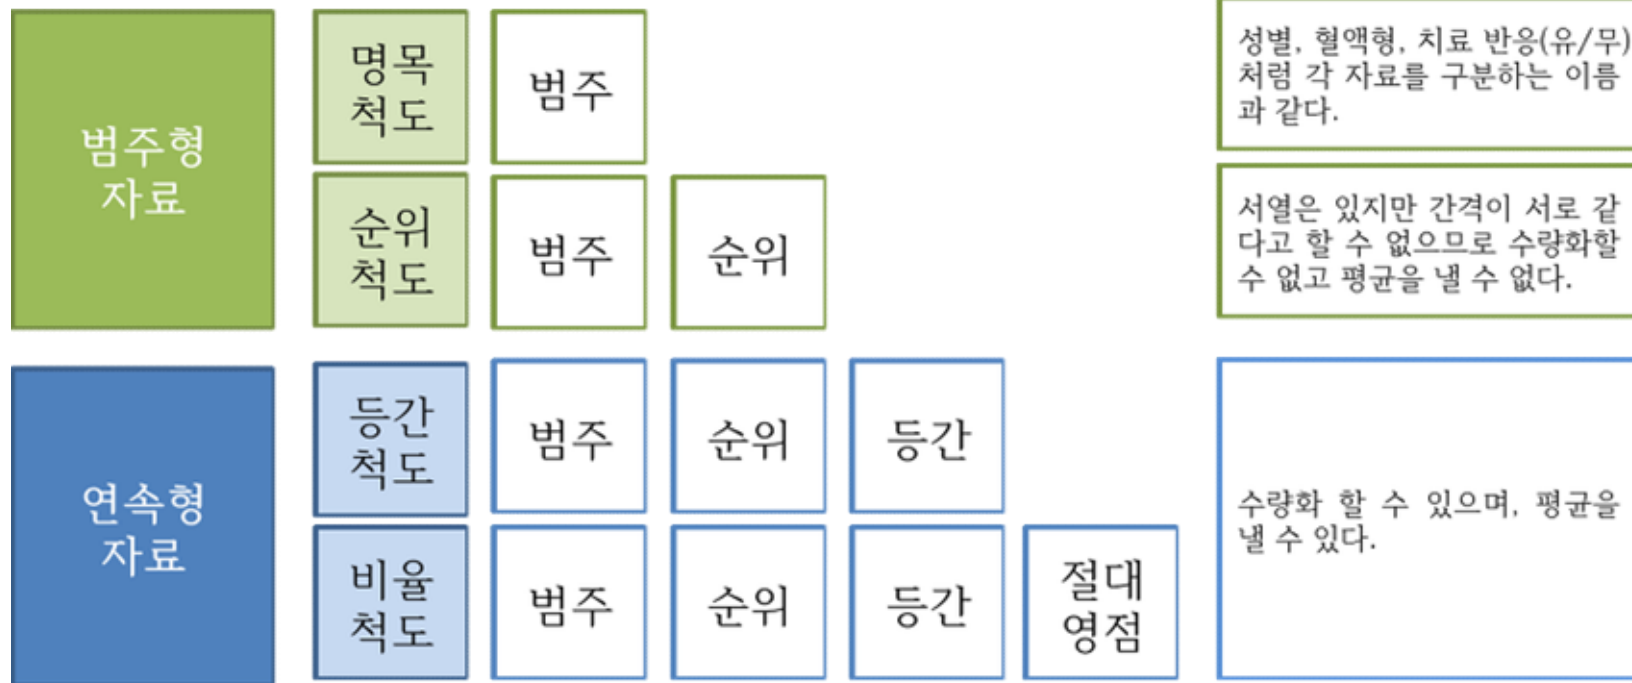 범주형
자료
명목
척도
범주
성별, 혈액형, 치료 반응(유/무)
처럼 각 자료를 구분하는 이름
과 같다.
순위
척도
범주
순위
서열은 있지만 간격이 서로 같
다고 할 수 없으므로 수량화할
수 없고 평균을 낼 수 없다.
연속형
자료
등간
척도
범주
순위
등간
비율
척도
범주
순위
등간
절대
영점
수량화 할 수 있으며, 평균을
낼 수 있다.